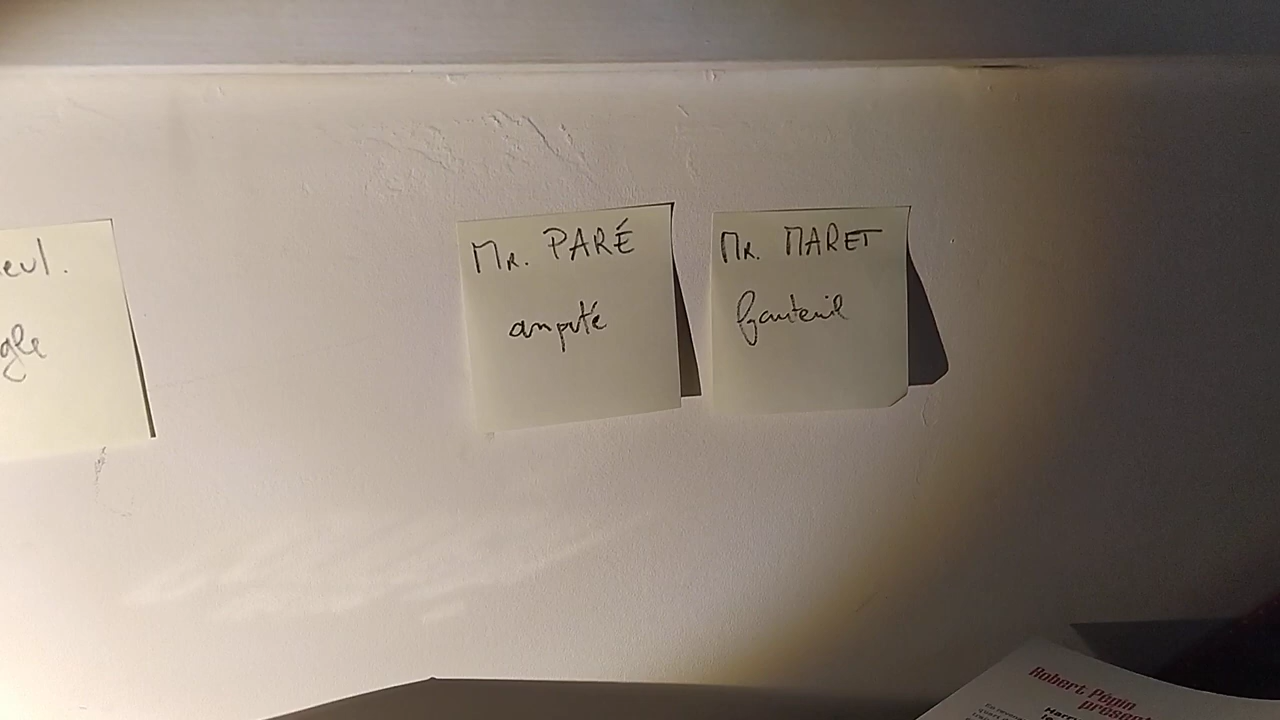 eul.
gle
Mr. PARÉ
amputé
Mr. MARET
fauteuil
Robert Pépin
présent